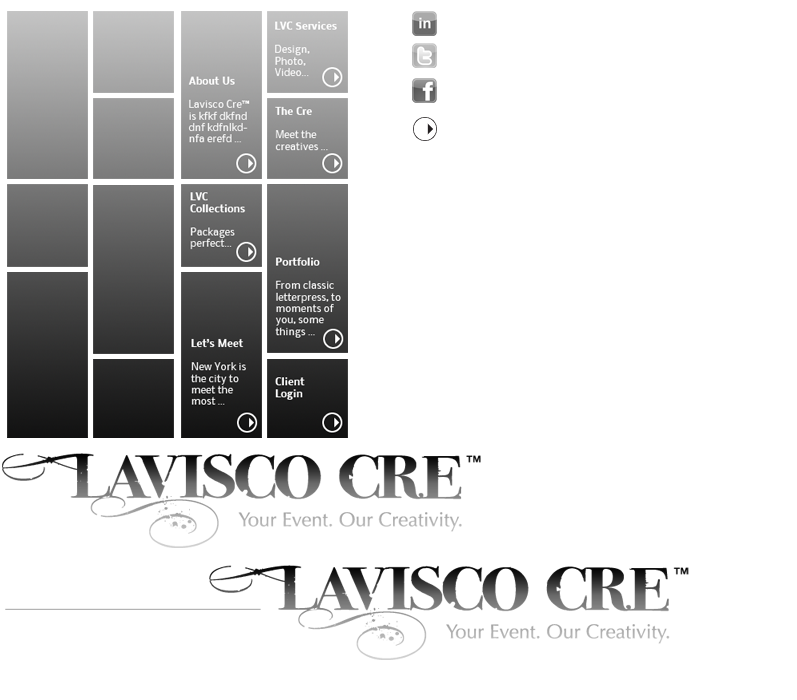 LVC Services
Design,
Photo,
Video...
in
t
f
About Us
Lavisco Cre™
is kfkf dkfnd
dnf kdfnlkd-
nfa erefd ...
The Cre
Meet the
creatives ...
LVC
Collections
Packages
perfect...
Portfolio
From classic
letterpress, to
moments of
you, some
things ...
Let's Meet
New York is
the city to
meet the
most ...
Client
Login
LAVISCO CRE™
Your Event. Our Creativity.
LAVISCO CRE™
Your Event. Our Creativity.